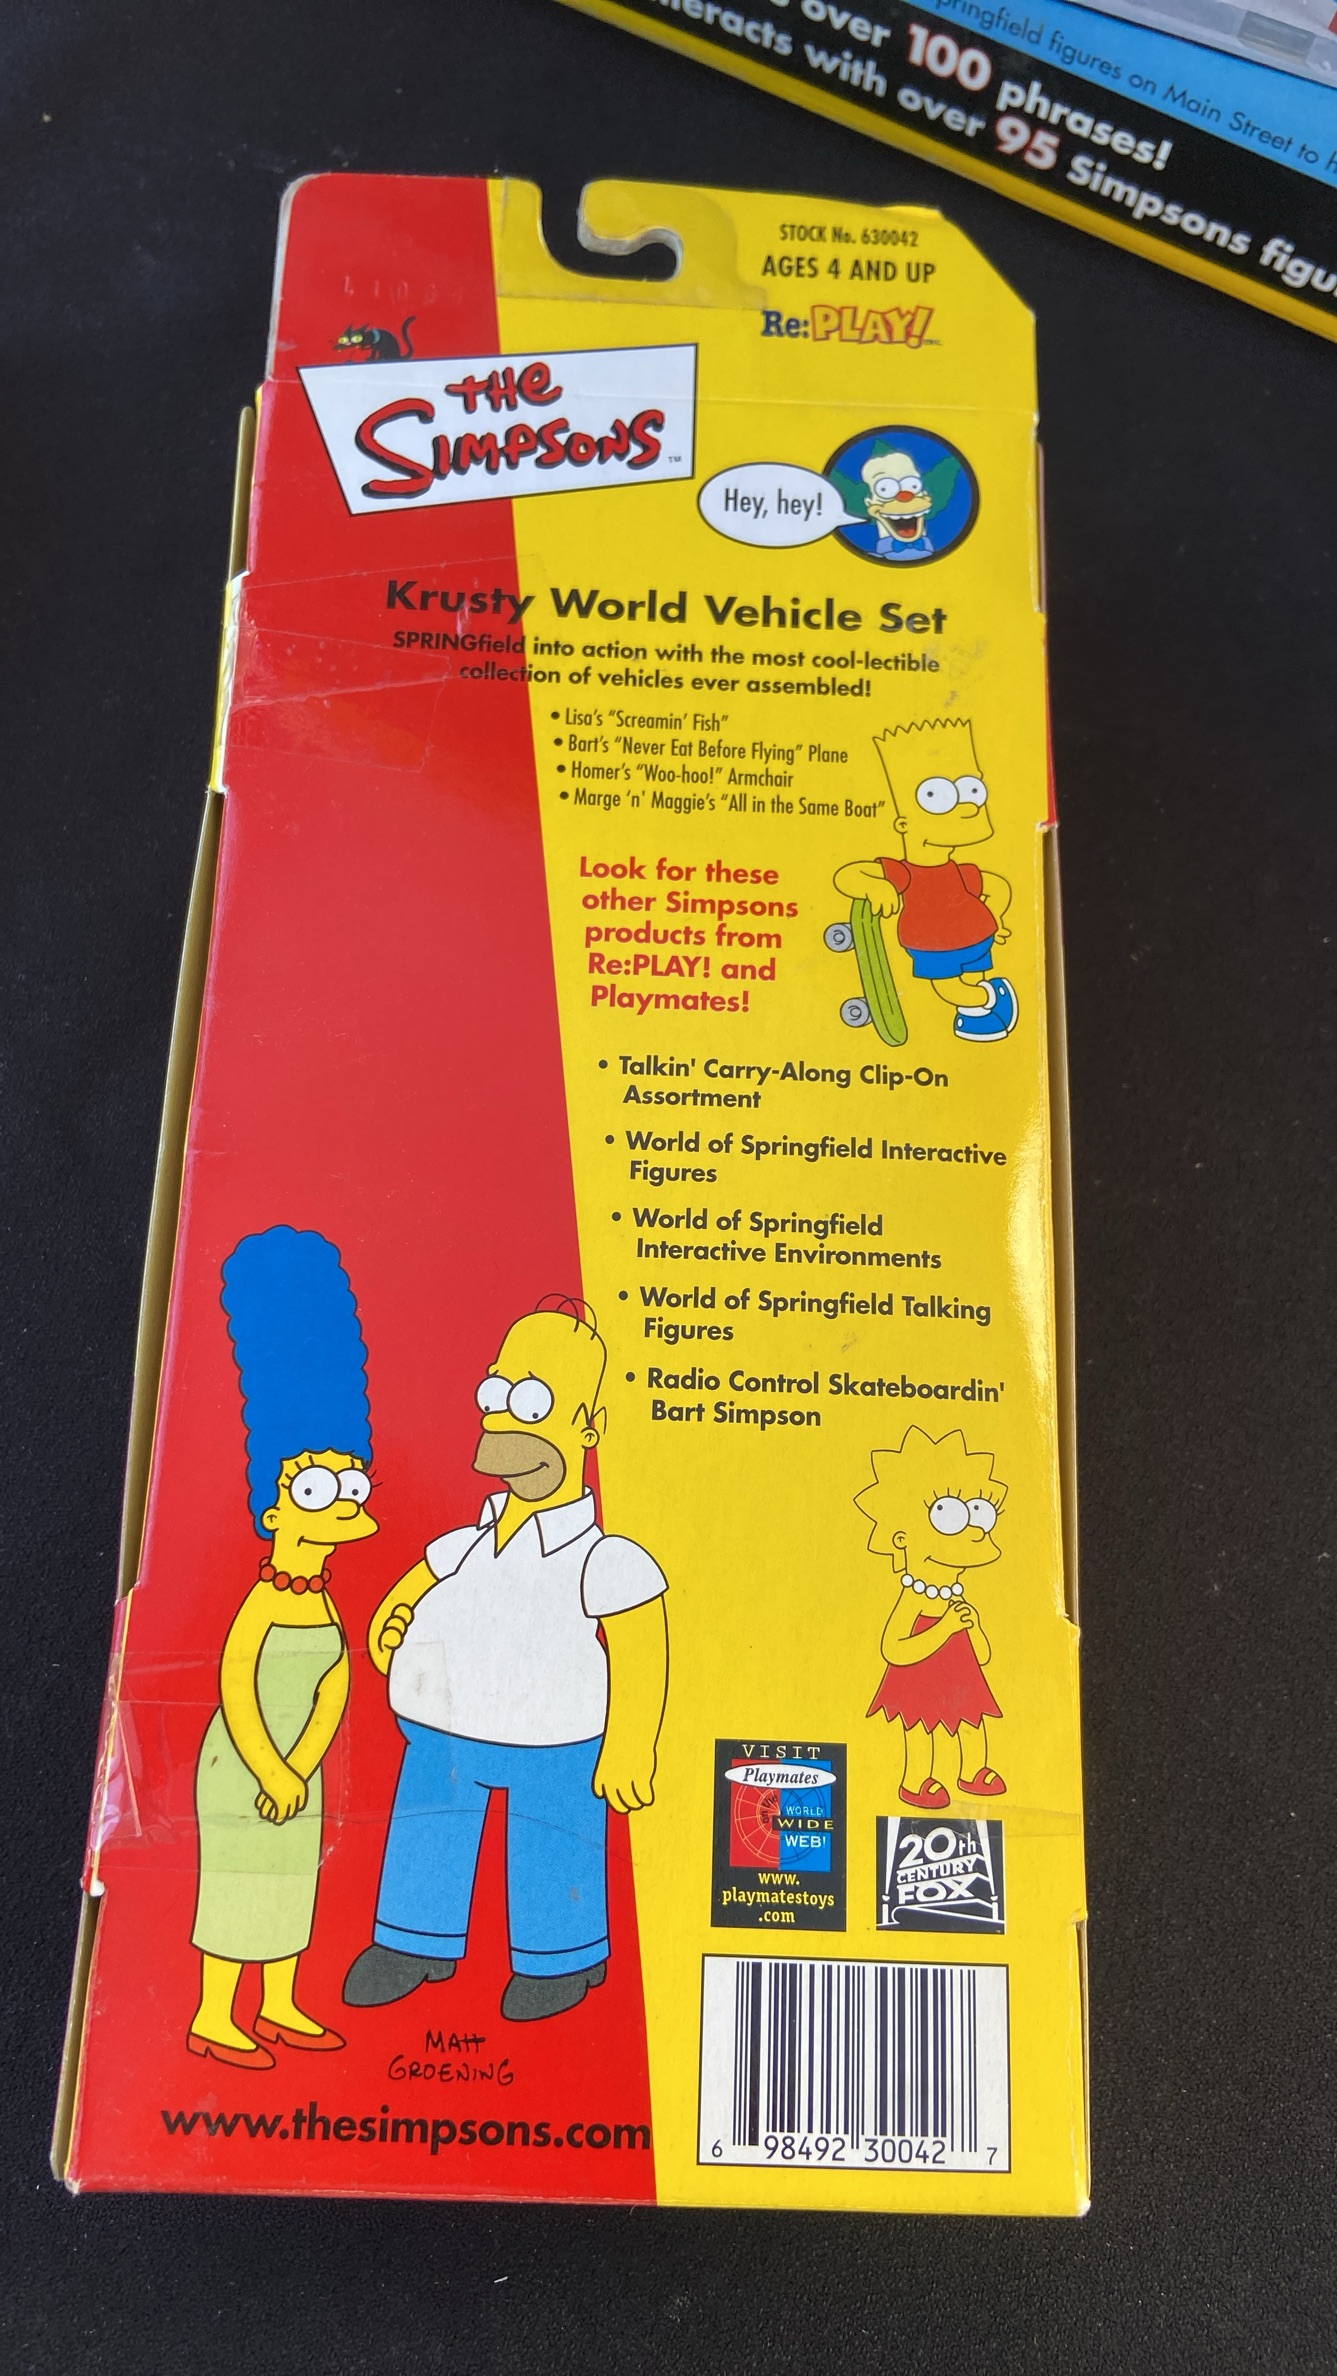 over 100 phrases!
with over 95 Simpsons
Springfield figures on Main Street to
STOCK No. 630042
AGES 4 AND UP
Re:PLAY!
THE
SIMPSONS TM
Hey, hey!
Krusty World Vehicle Set
SPRINGfield into action with the most cool-lectible
collection of vehicles ever assembled!
• Lisa's "Screamin' Fish"
• Bart's "Never Eat Before Flying" Plane
• Homer's "Woo-hoo!" Armchair
• Marge 'n' Maggie's "All in the Same Boat"
Look for these
other Simpsons
products from
Re:PLAY! and
Playmates!
• Talkin' Carry-Along Clip-On
Assortment
• World of Springfield Interactive
Figures
• World of Springfield
Interactive Environments
• World of Springfield Talking
Figures
• Radio Control Skateboardin'
Bart Simpson
VISIT
Playmates
WORLD
WIDE
WEB!
www.
playmatestoys
.com
20th
CENTURY
FOX
MATT
GROENING
www.thesimpsons.com
6 98492 30042 7